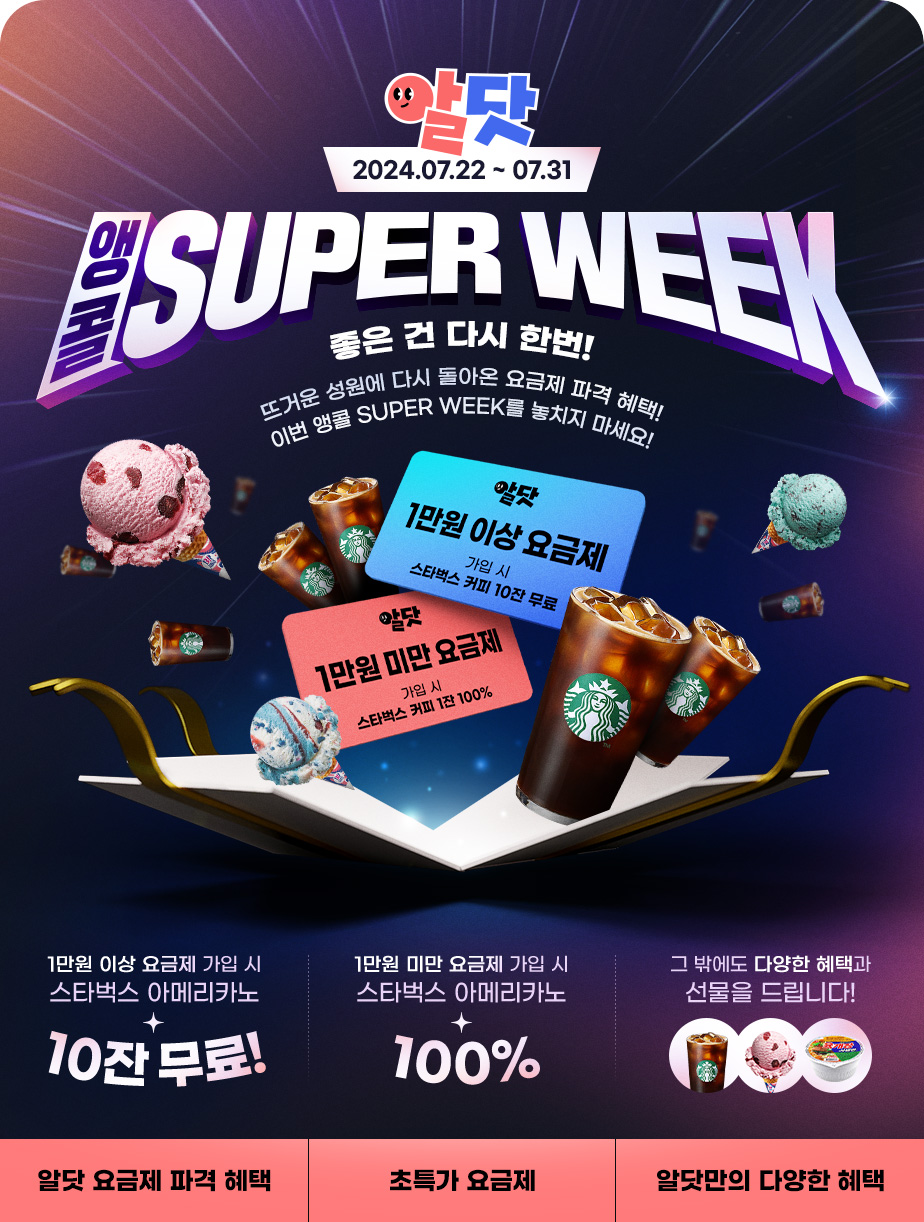 알닷
2024.07.22 ~ 07.31
앵콜
SUPER WEEK
좋은 건 다시 한번!
뜨거운 성원에 다시 돌아온 요금제 파격 혜택!
이번 앵콜 SUPER WEEK를 놓치지 마세요!
알닷
1만원 이상 요금제
가입 시
스타벅스 커피 10잔 무료
알닷
1만원 미만 요금제
가입 시
스타벅스 커피 1잔 100%
TM
1만원 이상 요금제 가입 시
스타벅스 아메리카노
10잔 무료!
1만원 미만 요금제 가입 시
스타벅스 아메리카노
100%
그 밖에도 다양한 혜택과
선물을 드립니다!
육개장
알닷 요금제 파격 혜택
초특가 요금제
알닷만의 다양한 혜택